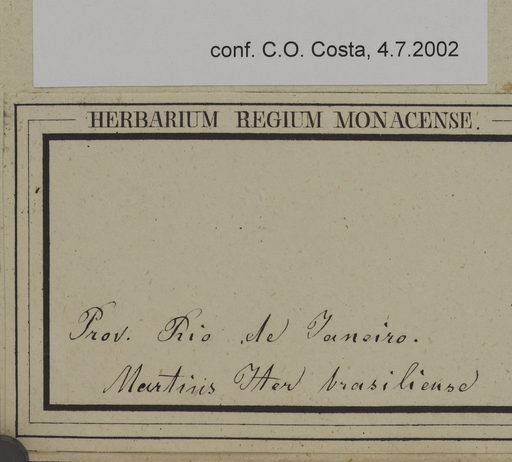 conf. C.O. Costa, 4.7.2002
HERBARIUM REGIUM MONACENSE.
Prov. Rio de Janeiro.
Martius Iter brasiliense